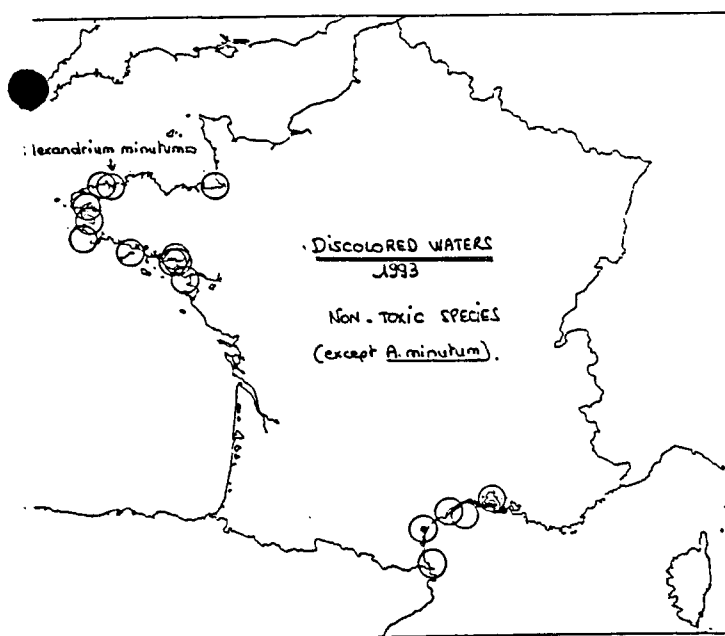 : lexandrium minutum
. DISCOLORED WATERS
1993
NON - TOXIC SPECIES
(except A. minutum).